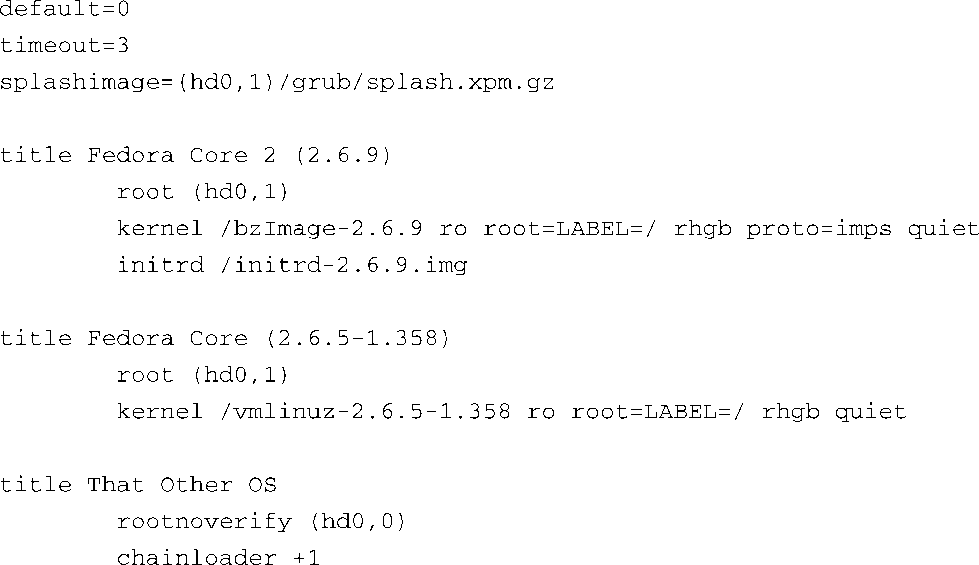 default=0
timeout=3
splashimage=(hd0,1)/grub/splash.xpm.gz
title Fedora Core 2 (2.6.9)
root (hd0,1)
kernel /bzImage-2.6.9 ro root=LABEL=/ rhgb proto=imps quiet
initrd /initrd-2.6.9.img
title Fedora Core (2.6.5-1.358)
root (hd0,1)
kernel /vmlinuz-2.6.5-1.358 ro root=LABEL=/ rhgb quiet
title That Other OS
rootnoverify (hd0,0)
chainloader +1